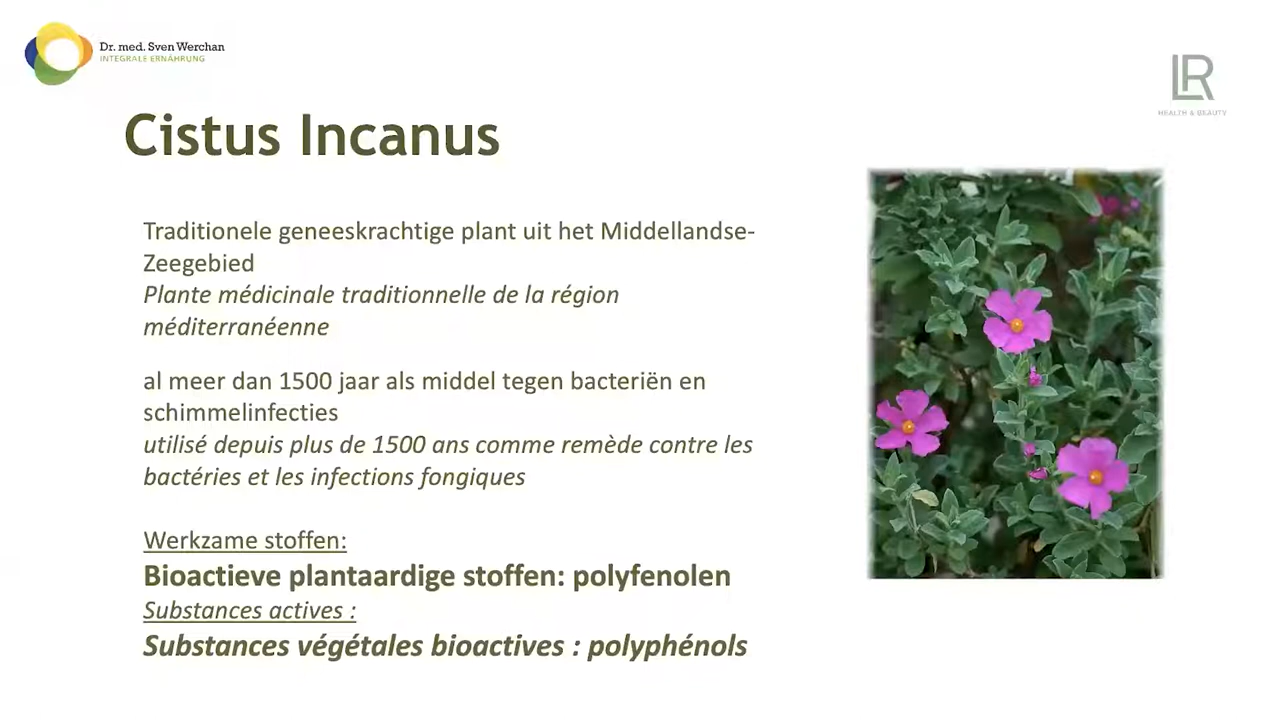 Dr. med. Sven Werchan
INTEGRALE ERNÄHRUNG
LR
HEALTH & BEAUTY
Cistus Incanus
Traditionele geneeskrachtige plant uit het Middellandse-
Zeegebied
Plante médicinale traditionnelle de la région
méditerranéenne
al meer dan 1500 jaar als middel tegen bacteriën en
schimmelinfecties
utilisé depuis plus de 1500 ans comme remède contre les
bactéries et les infections fongiques
Werkzame stoffen:
Bioactieve plantaardige stoffen: polyfenolen
Substances actives :
Substances végétales bioactives : polyphénols